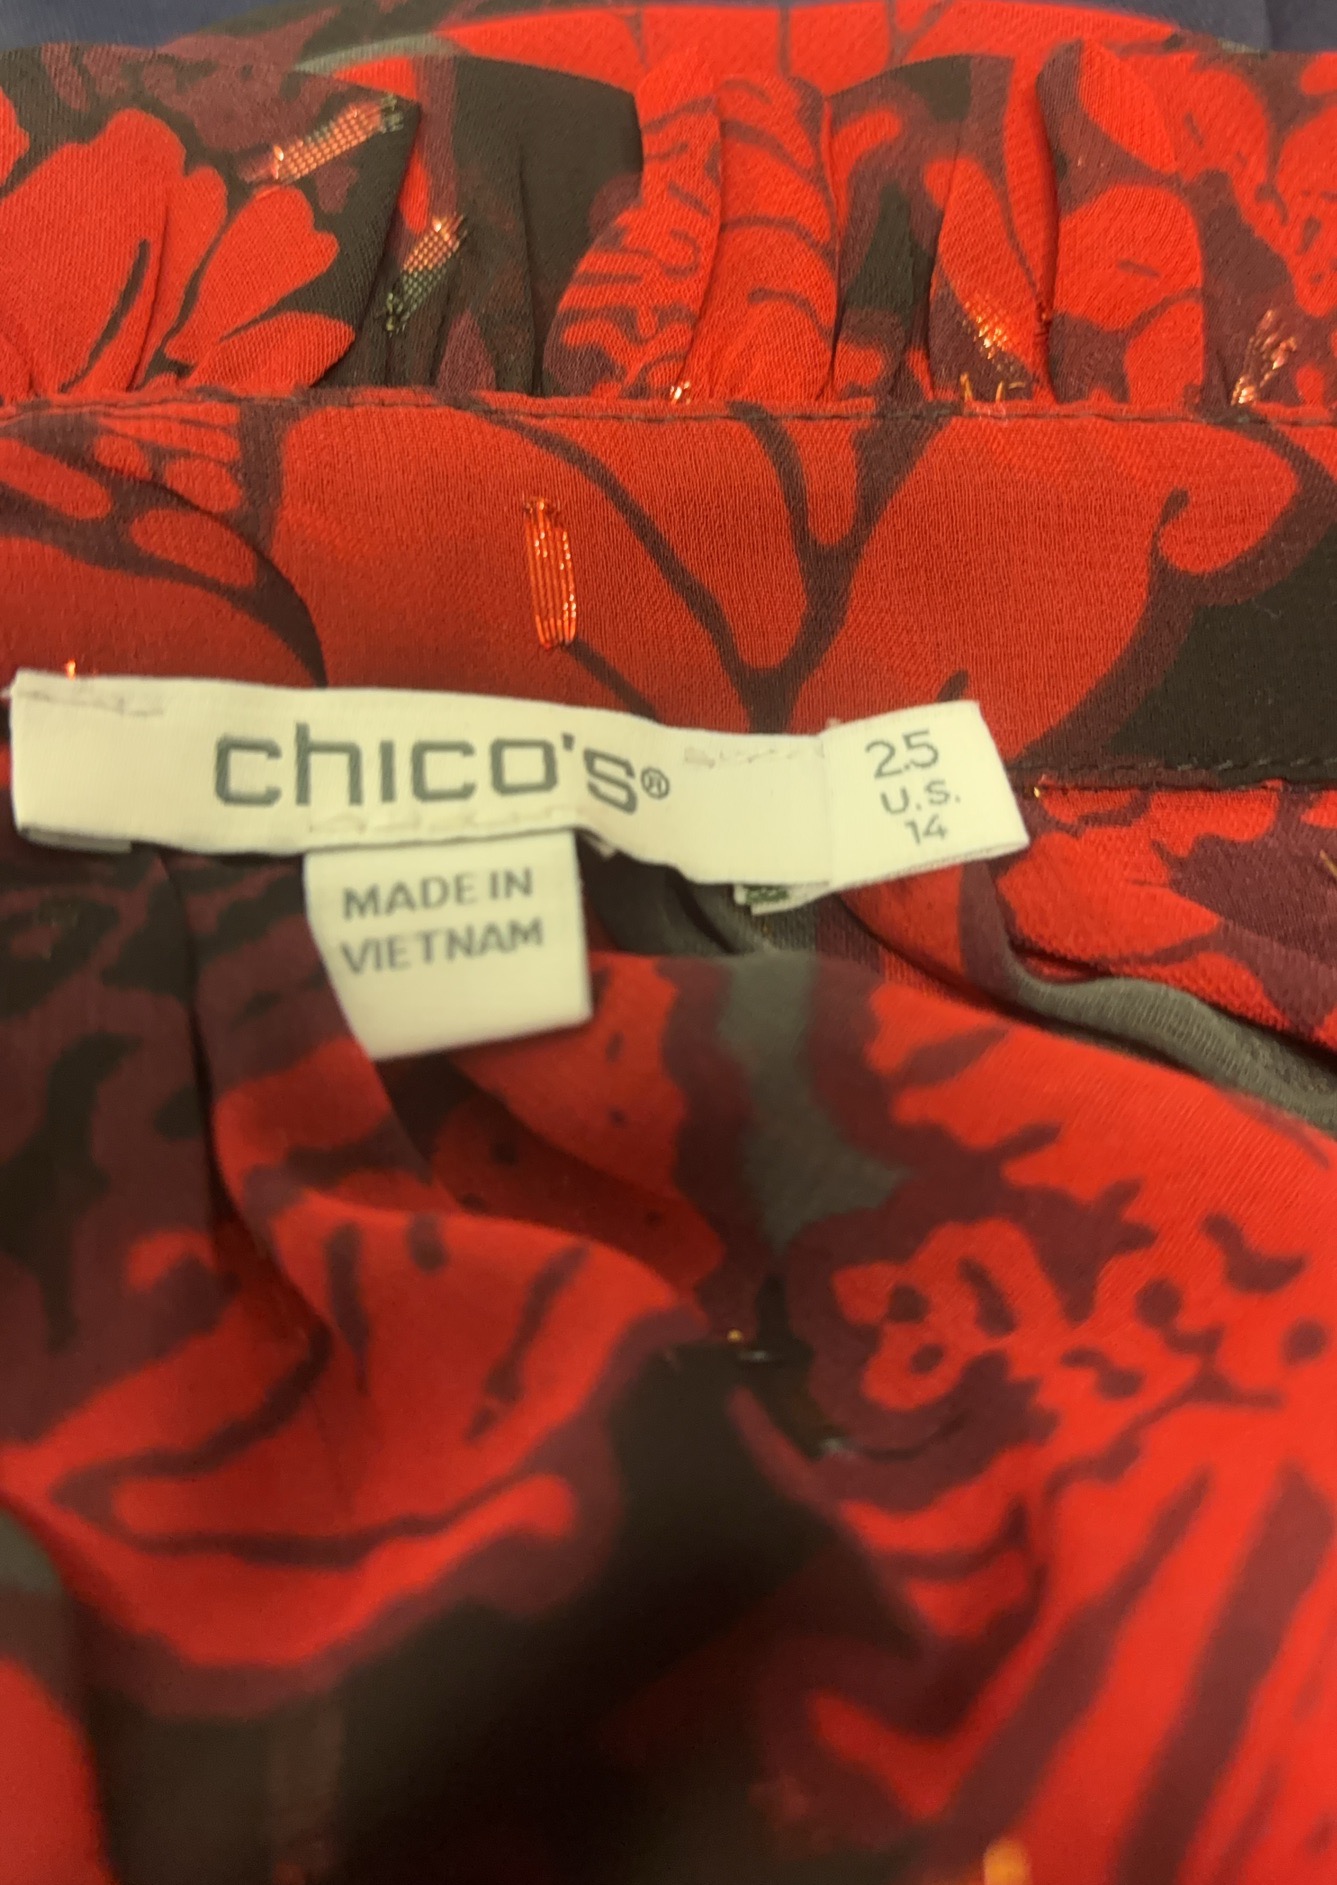 chico's®
2.5
U.S.
14
MADE IN
VIETNAM